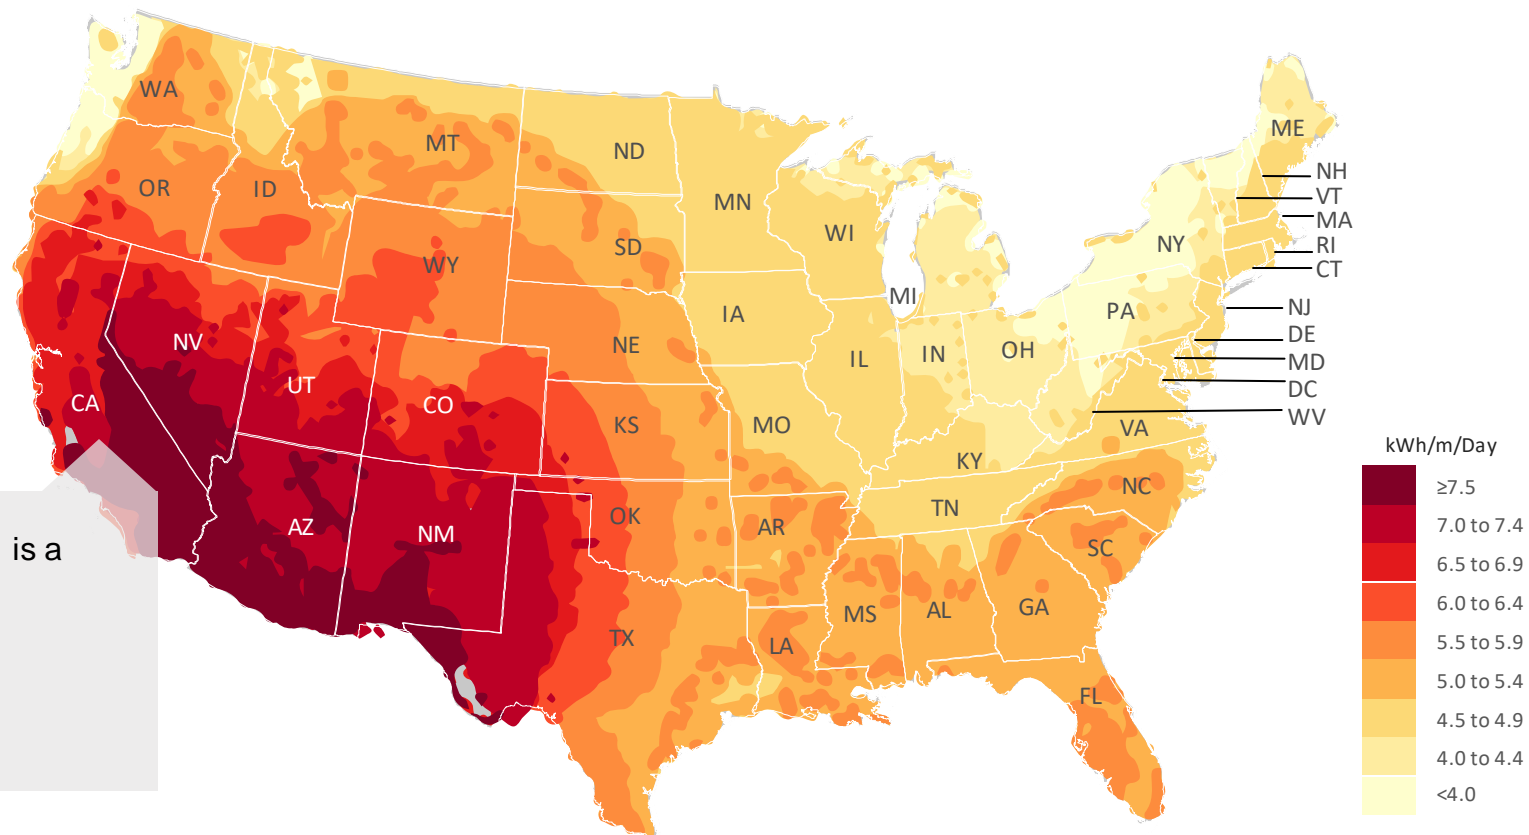 WA
MT
ND
ME
OR
ID
MN
NH
VT
MA
WI
NY
SD
RI
CT
WY
MI
IA
PA
NJ
NV
NE
DE
OH
IN
IL
MD
UT
DC
CA
CO
WV
KS
MO
VA
KY
kWh/m/Day
≥7.5
NC
TN
OK
AR
7.0 to 7.4
AZ
NM
is a
SC
6.5 to 6.9
6.0 to 6.4
MS
AL
GA
TX
LA
5.5 to 5.9
5.0 to 5.4
FL
4.5 to 4.9
4.0 to 4.4
<4.0